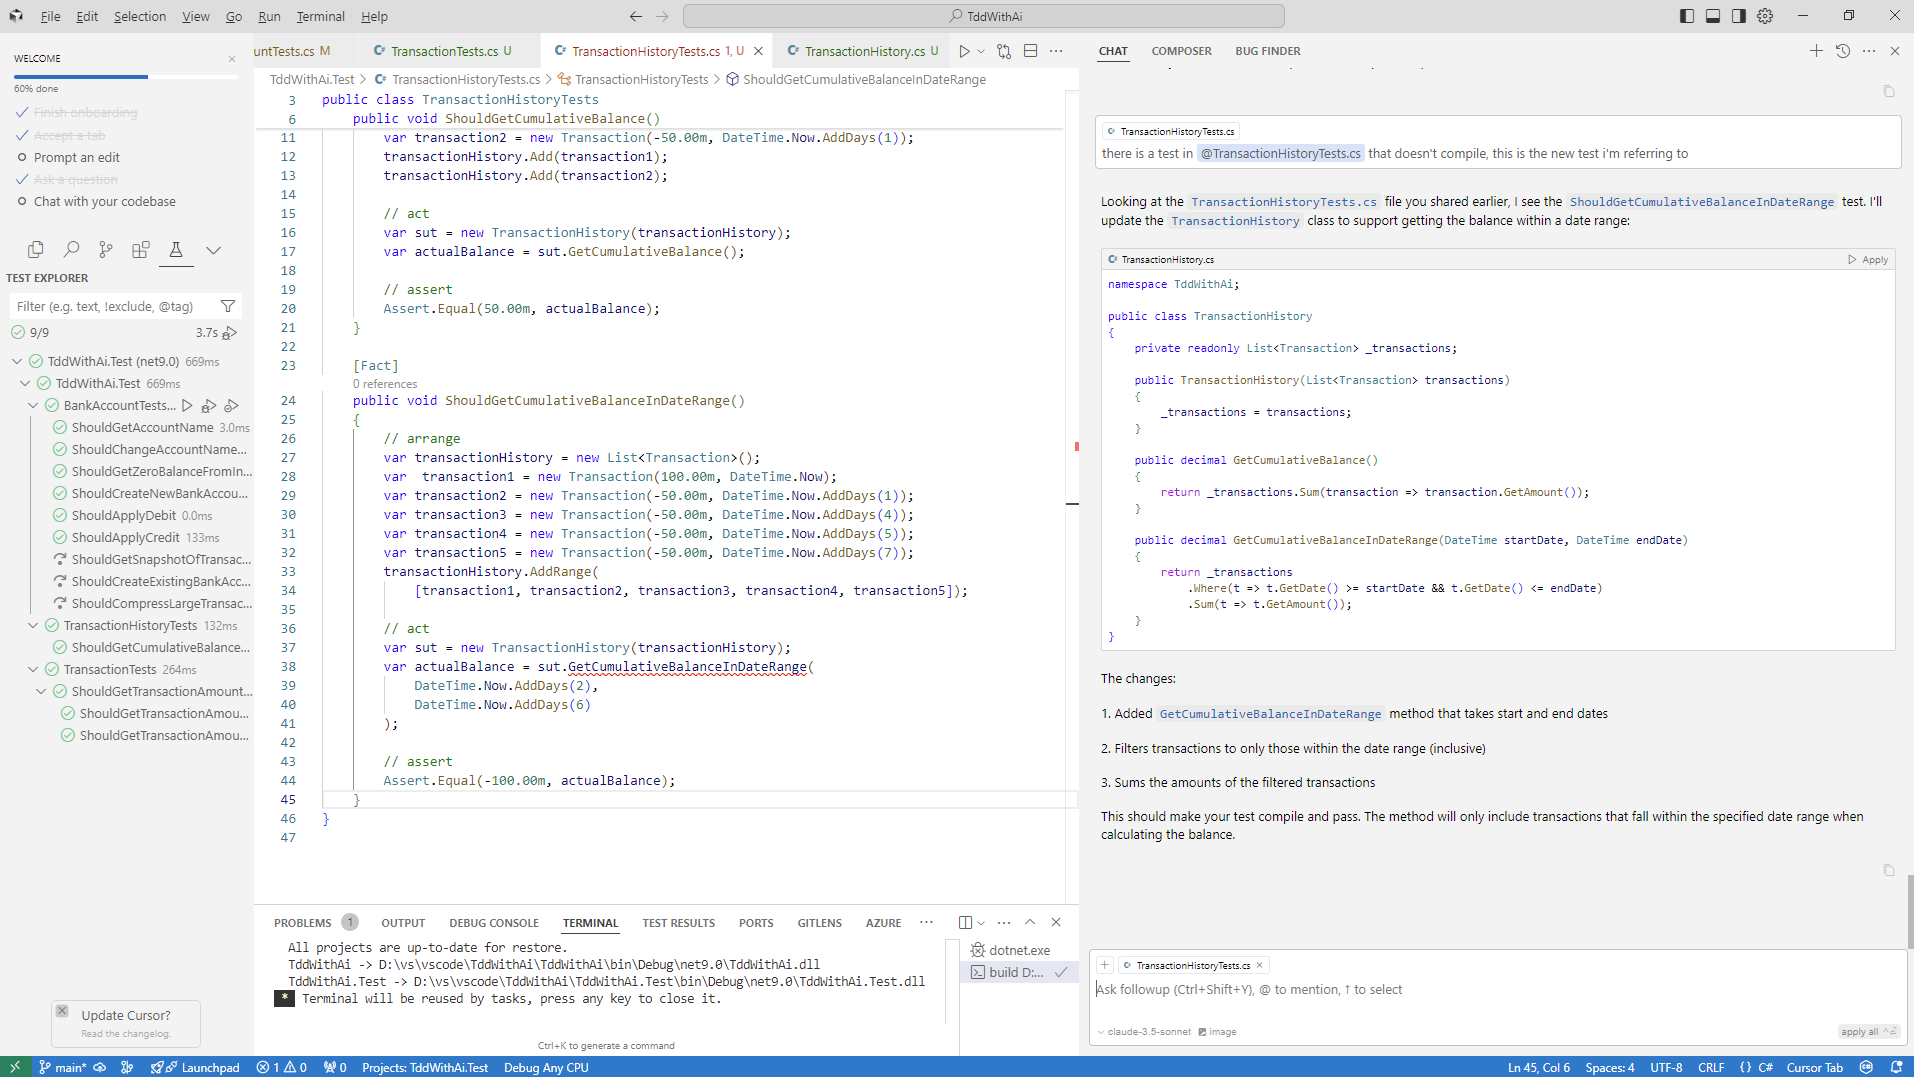 File Edit Selection View Go Run Terminal Help
TddWithAi
WELCOME
60% done
Finish onboarding
Accept a tab
Prompt an edit
Ask a question
Chat with your codebase
TEST EXPLORER
Filter (e.g. text, !exclude, @tag)
9/9 3.7s
TddWithAi.Test (net9.0) 669ms
TddWithAi.Test 669ms
BankAccountTests...
ShouldGetAccountName 3.0ms
ShouldChangeAccountName...
ShouldGetZeroBalanceFromIn...
ShouldCreateNewBankAccou...
ShouldApplyDebit 0.0ms
ShouldApplyCredit 133ms
ShouldGetSnapshotOfTransac...
ShouldCreateExistingBankAcc...
ShouldCompressLargeTransac...
TransactionHistoryTests 132ms
ShouldGetCumulativeBalance...
TransactionTests 264ms
ShouldGetTransactionAmount...
ShouldGetTransactionAmou...
ShouldGetTransactionAmou...
Update Cursor?
Read the changelog.
untTests.cs M TransactionTests.cs U TransactionHistoryTests.cs 1, U TransactionHistory.cs U
TddWithAi.Test > TransactionHistoryTests.cs > TransactionHistoryTests > ShouldGetCumulativeBalanceInDateRange
3 public class TransactionHistoryTests
6 public void ShouldGetCumulativeBalance()
11 var transaction2 = new Transaction(-50.00m, DateTime.Now.AddDays(1));
12 transactionHistory.Add(transaction1);
13 transactionHistory.Add(transaction2);
14
15 // act
16 var sut = new TransactionHistory(transactionHistory);
17 var actualBalance = sut.GetCumulativeBalance();
18
19 // assert
20 Assert.Equal(50.00m, actualBalance);
21 }
22
23 [Fact]
0 references
24 public void ShouldGetCumulativeBalanceInDateRange()
25 {
26 // arrange
27 var transactionHistory = new List<Transaction>();
28 var  transaction1 = new Transaction(100.00m, DateTime.Now);
29 var transaction2 = new Transaction(-50.00m, DateTime.Now.AddDays(1));
30 var transaction3 = new Transaction(-50.00m, DateTime.Now.AddDays(4));
31 var transaction4 = new Transaction(-50.00m, DateTime.Now.AddDays(5));
32 var transaction5 = new Transaction(-50.00m, DateTime.Now.AddDays(7));
33 transactionHistory.AddRange(
34 [transaction1, transaction2, transaction3, transaction4, transaction5]);
35
36 // act
37 var sut = new TransactionHistory(transactionHistory);
38 var actualBalance = sut.GetCumulativeBalanceInDateRange(
39 DateTime.Now.AddDays(2),
40 DateTime.Now.AddDays(6)
41 );
42
43 // assert
44 Assert.Equal(-100.00m, actualBalance);
45 }
46 }
47
PROBLEMS 1 OUTPUT DEBUG CONSOLE TERMINAL TEST RESULTS PORTS GITLENS AZURE
All projects are up-to-date for restore.
TddWithAi -> D:\vs\vscode\TddWithAi\TddWithAi\bin\Debug\net9.0\TddWithAi.dll
TddWithAi.Test -> D:\vs\vscode\TddWithAi\TddWithAi.Test\bin\Debug\net9.0\TddWithAi.Test.dll
* Terminal will be reused by tasks, press any key to close it.
Ctrl+K to generate a command
dotnet.exe
build D:...
CHAT COMPOSER BUG FINDER
TransactionHistoryTests.cs
there is a test in @TransactionHistoryTests.cs that doesn't compile, this is the new test i'm referring to
Looking at the TransactionHistoryTests.cs file you shared earlier, I see the ShouldGetCumulativeBalanceInDateRange test. I'll
update the TransactionHistory class to support getting the balance within a date range:
TransactionHistory.cs Apply
namespace TddWithAi;
public class TransactionHistory
{
private readonly List<Transaction> _transactions;
public TransactionHistory(List<Transaction> transactions)
{
_transactions = transactions;
}
public decimal GetCumulativeBalance()
{
return _transactions.Sum(transaction => transaction.GetAmount());
}
public decimal GetCumulativeBalanceInDateRange(DateTime startDate, DateTime endDate)
{
return _transactions
.Where(t => t.GetDate() >= startDate && t.GetDate() <= endDate)
.Sum(t => t.GetAmount());
}
}
The changes:
1. Added GetCumulativeBalanceInDateRange method that takes start and end dates
2. Filters transactions to only those within the date range (inclusive)
3. Sums the amounts of the filtered transactions
This should make your test compile and pass. The method will only include transactions that fall within the specified date range when
calculating the balance.
TransactionHistoryTests.cs
Ask followup (Ctrl+Shift+Y), @ to mention, ↑ to select
claude-3.5-sonnet image apply all
main* Launchpad 1 0 0 Projects: TddWithAi.Test Debug Any CPU Ln 45, Col 6 Spaces: 4 UTF-8 CRLF {} C# Cursor Tab